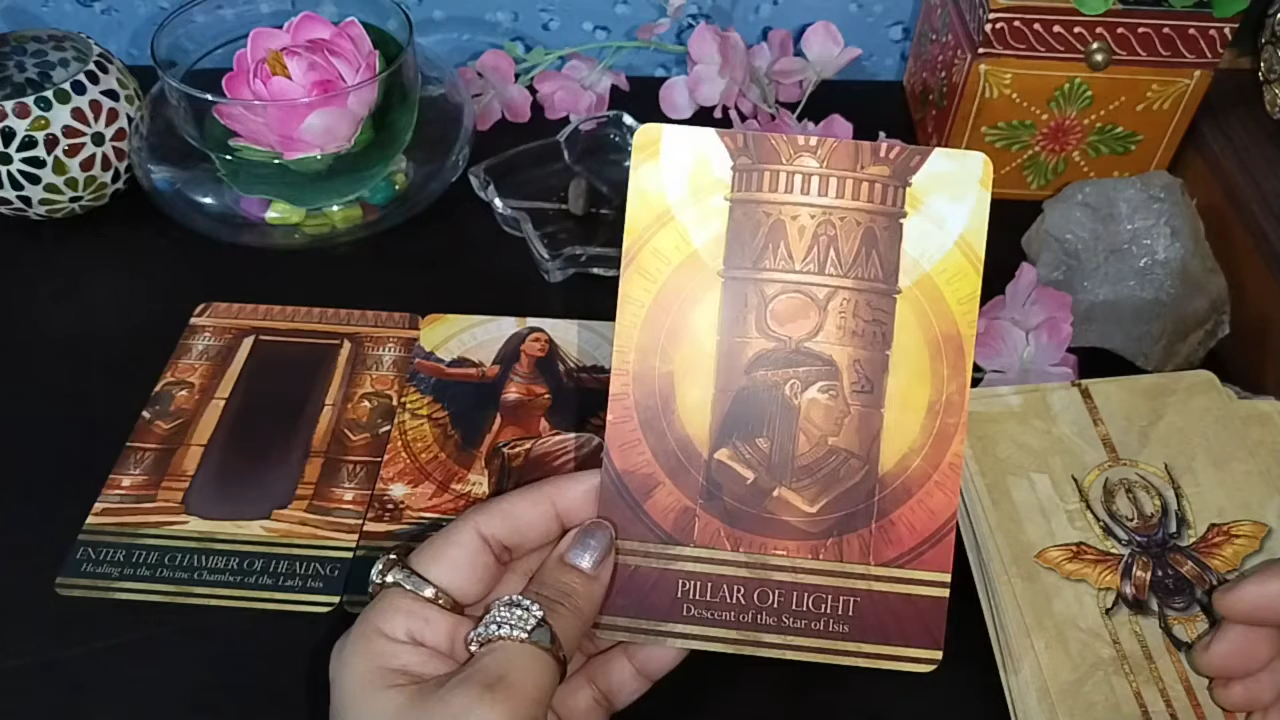 ENTER THE CHAMBER OF HEALING
Healing in the Divine Chamber of the Lady Isis
PILLAR OF LIGHT
Descent of the Star of Isis